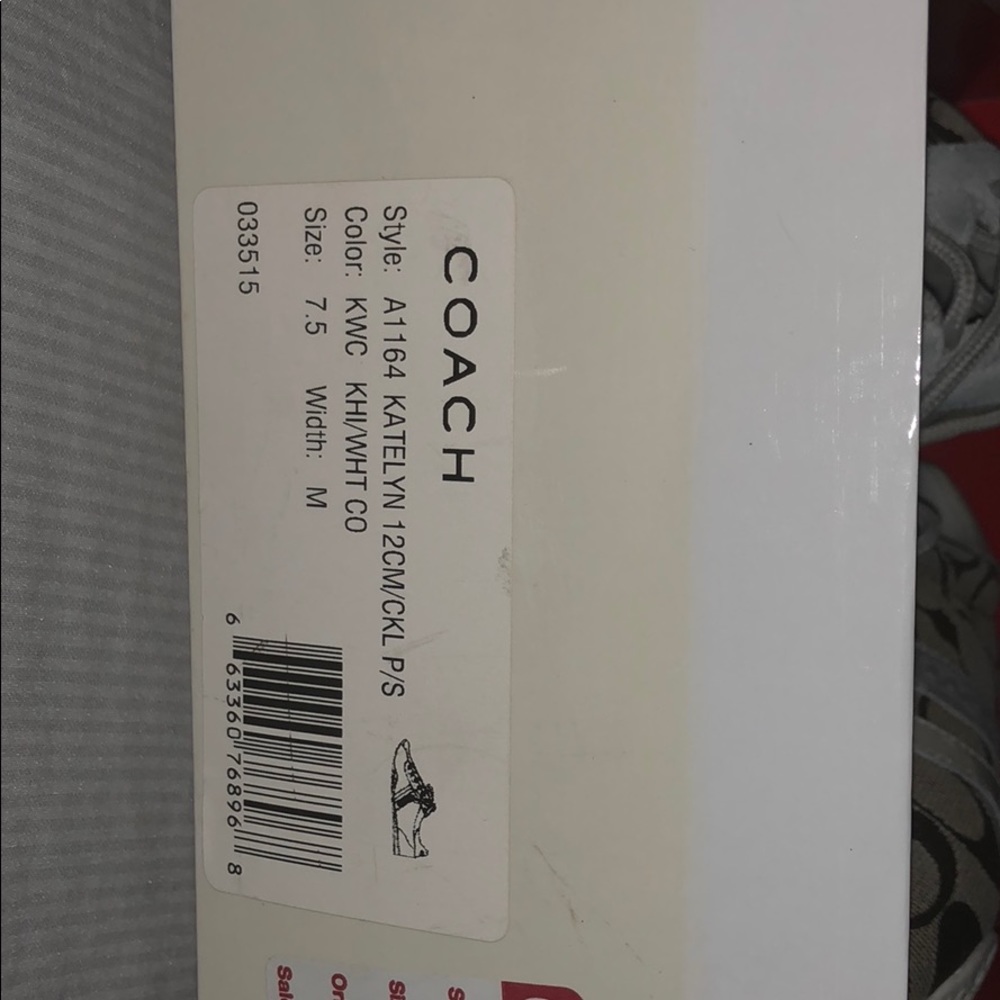 COACH
Style: A1164 KATELYN 12CM/CKL P/S
Color: KWC KHI/WHT CO
Size: 7.5 Width: M
033515
6 63360 76896 8